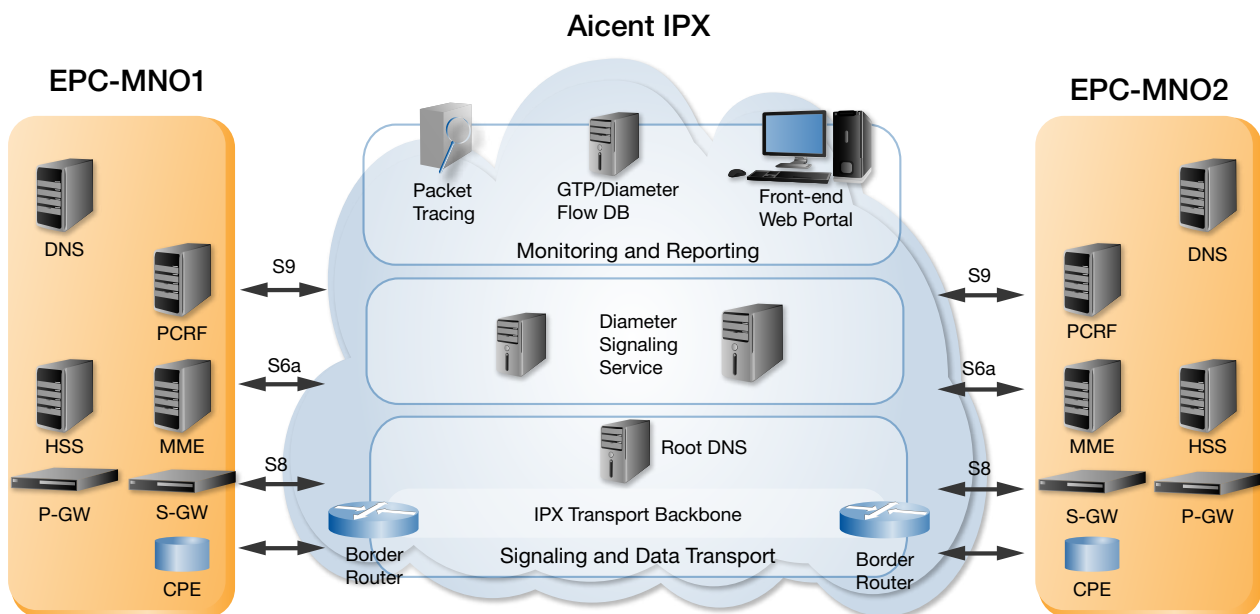 Aicent IPX
EPC-MNO1
DNS
PCRF
HSS
MME
P-GW
S-GW
CPE
S9
S6a
S8
Packet
Tracing
GTP/Diameter
Flow DB
Front-end
Web Portal
Monitoring and Reporting
Diameter
Signaling
Service
Root DNS
IPX Transport Backbone
Border
Router
Signaling and Data Transport
Border
Router
S9
S6a
S8
EPC-MNO2
DNS
PCRF
MME
HSS
S-GW
P-GW
CPE